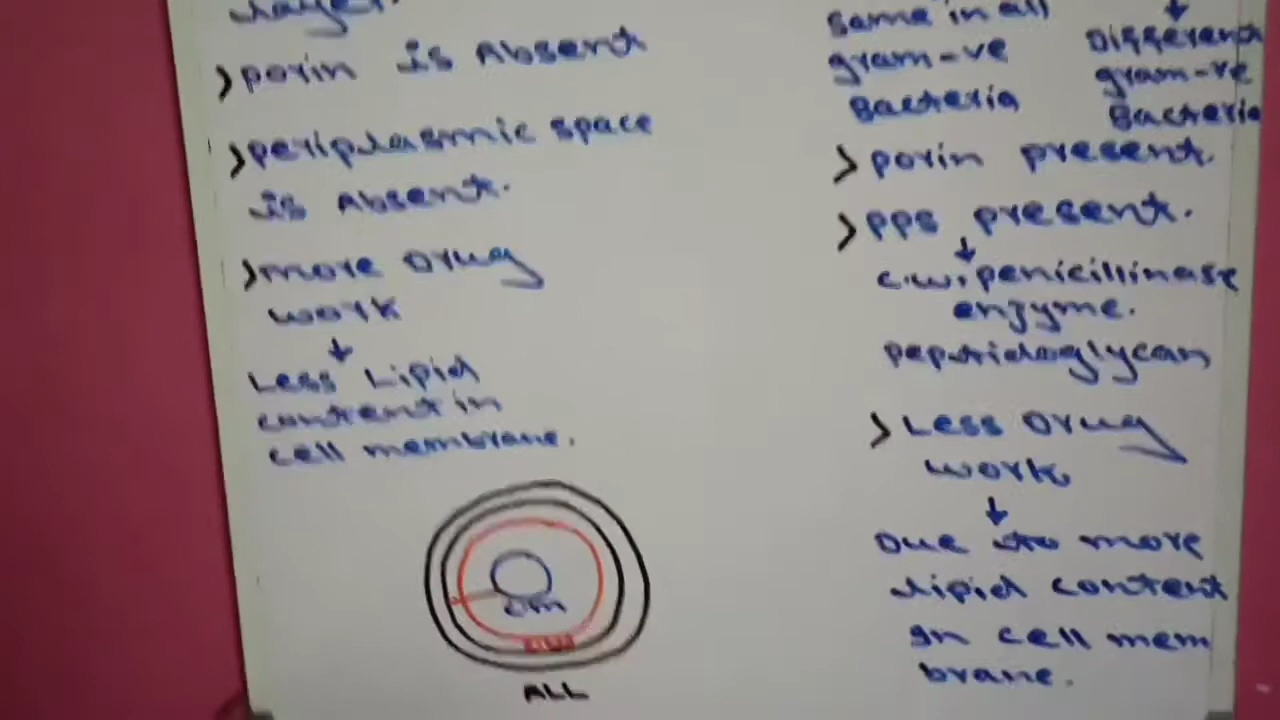 > porin is Absent
> periplasmic space
is Absent.
> more Drug
work
↓
Less Lipid
content in
cell membrane.
CM
ALL
same in all
gram-ve
Bacteria
↓
Different
gram-ve
Bacteria
> porin present.
> PPS present.
↓
c.w. penicillinase
enzyme.
peptidoglycan
> Less Drug
work
↓
Due to more
lipid content
in cell mem
brane.